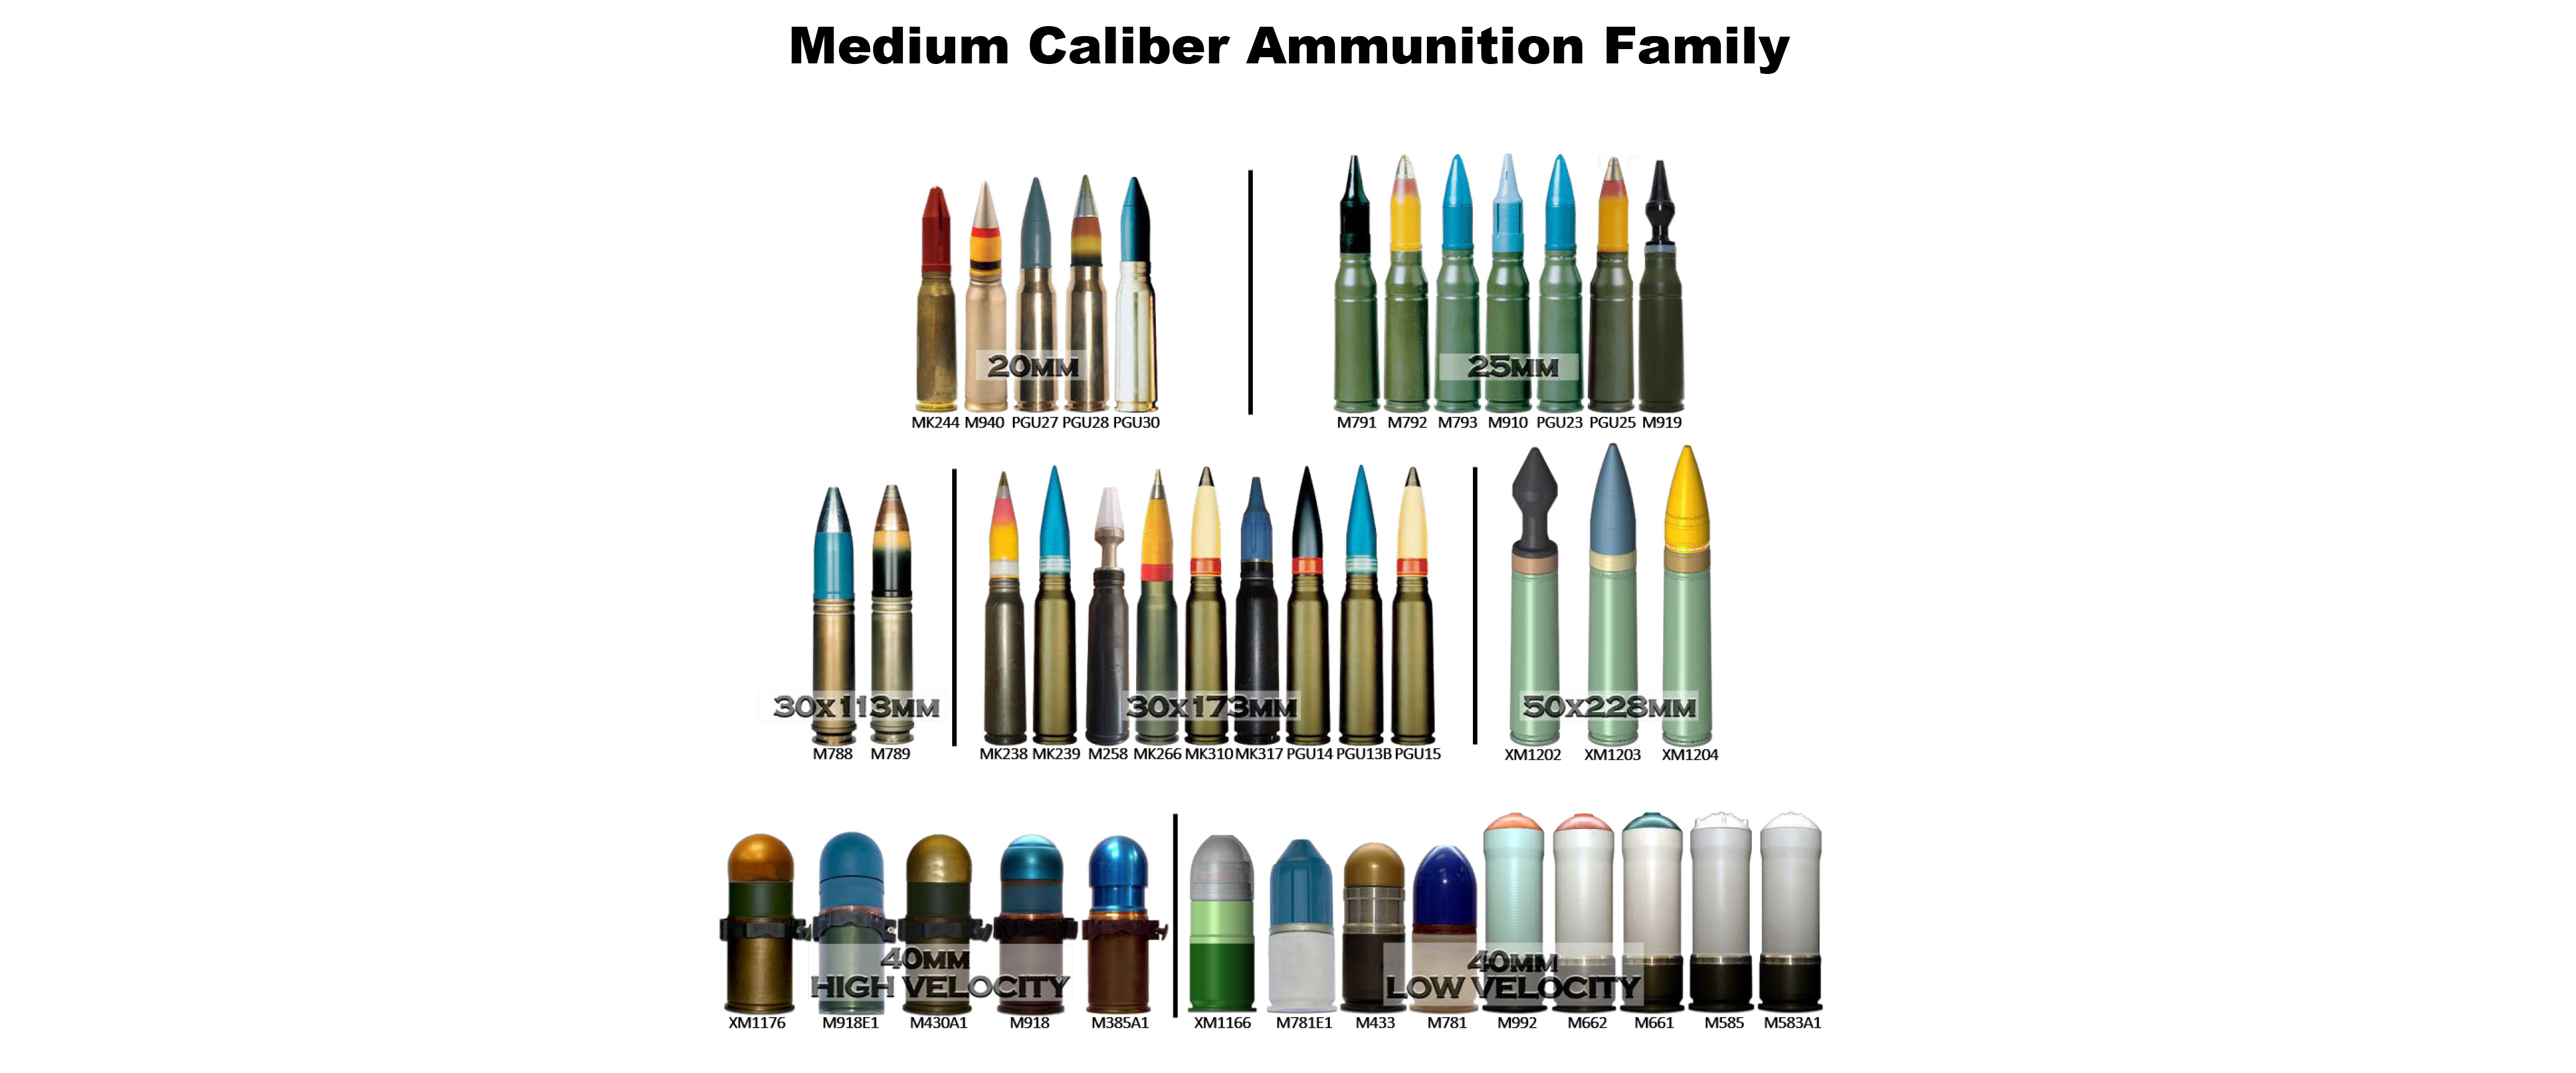 Medium Caliber Ammunition Family
20MM
MK244 M940 PGU27 PGU28 PGU30
25MM
M791 M792 M793 M910 PGU23 PGU25 M919
30X113MM
M788 M789
30X173MM
MK238 MK239 M258 MK266 MK310 MK317 PGU14 PGU13B PGU15
50X228MM
XM1202 XM1203 XM1204
40MM
HIGH VELOCITY
XM1176 M918E1 M430A1 M918 M385A1
40MM
LOW VELOCITY
XM1166 M781E1 M433 M781 M992 M662 M661 M585 M583A1